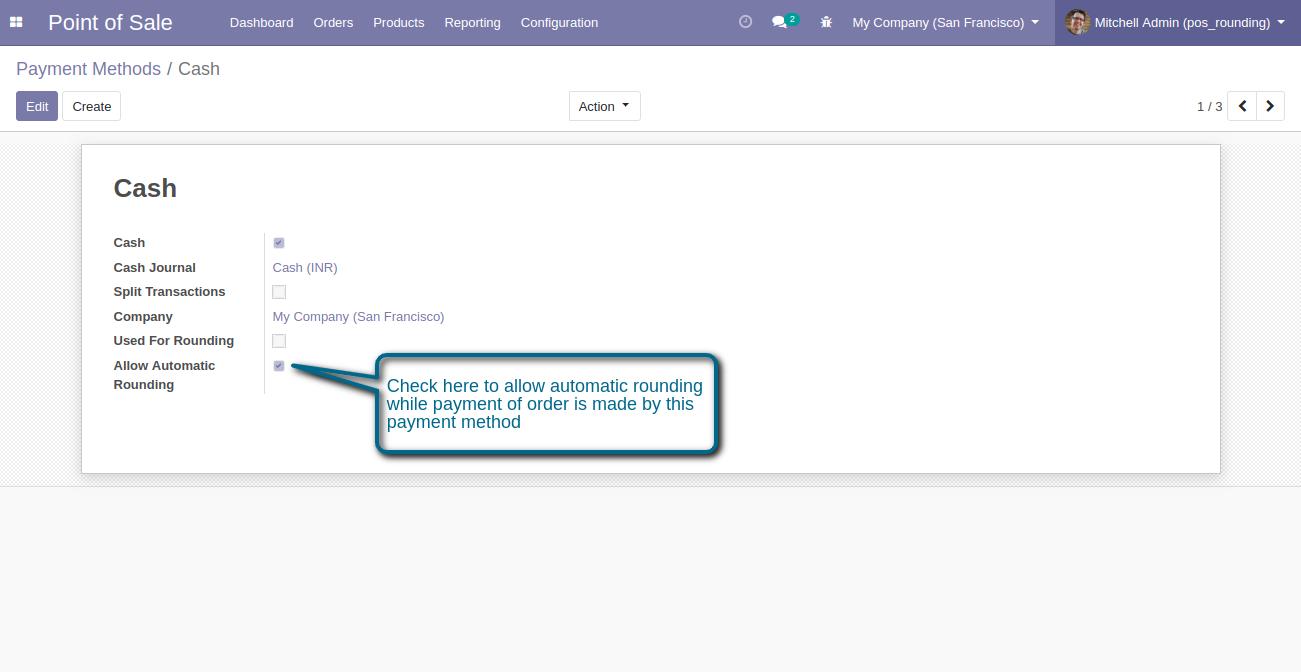 Point of Sale Dashboard Orders Products Reporting Configuration 2 My Company (San Francisco) Mitchell Admin (pos_rounding)
Payment Methods / Cash
Edit Create Action 1 / 3
Cash
Cash
Cash Journal Cash (INR)
Split Transactions
Company My Company (San Francisco)
Used For Rounding
Allow Automatic
Rounding
Check here to allow automatic rounding
while payment of order is made by this
payment method